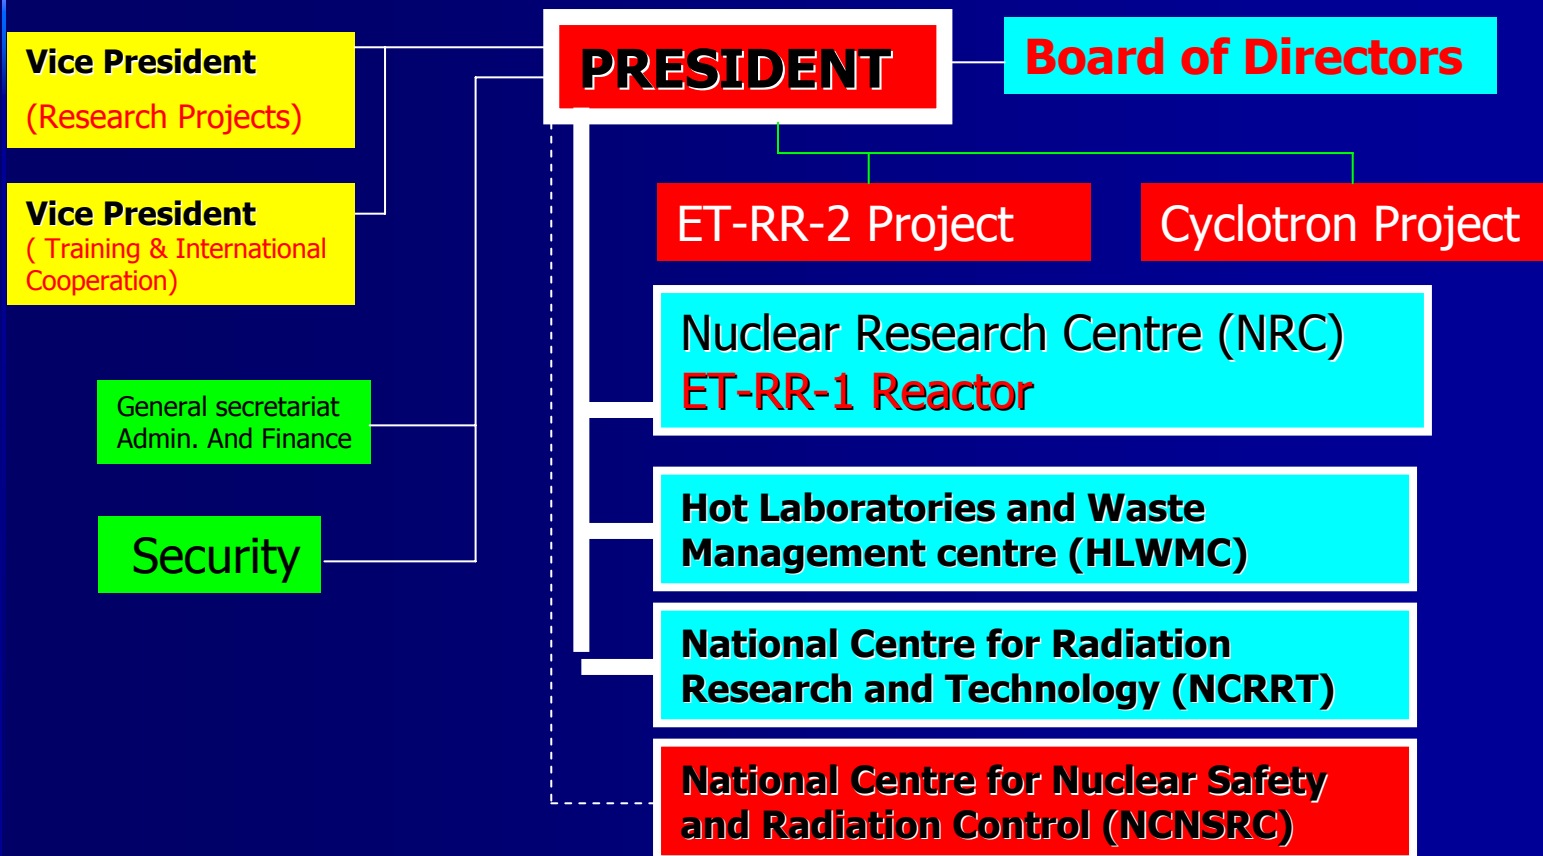 Vice President
(Research Projects)
PRESIDENT
Board of Directors
Vice President
( Training & International
Cooperation)
ET-RR-2 Project
Cyclotron Project
Nuclear Research Centre (NRC)
ET-RR-1 Reactor
General secretariat
Admin. And Finance
Hot Laboratories and Waste
Management centre (HLWMC)
Security
National Centre for Radiation
Research and Technology (NCRRT)
National Centre for Nuclear Safety
and Radiation Control (NCNSRC)